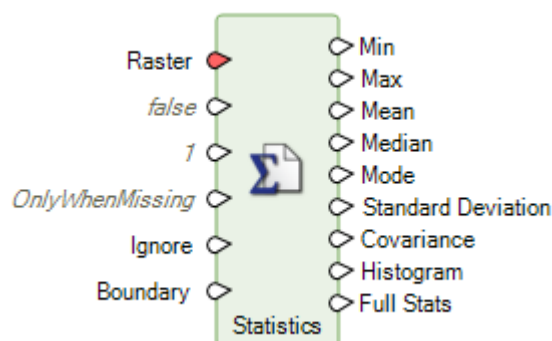 Raster
false
1
OnlyWhenMissing
Ignore
Boundary
Min
Max
Mean
Median
Mode
Standard Deviation
Covariance
Histogram
Full Stats
Statistics